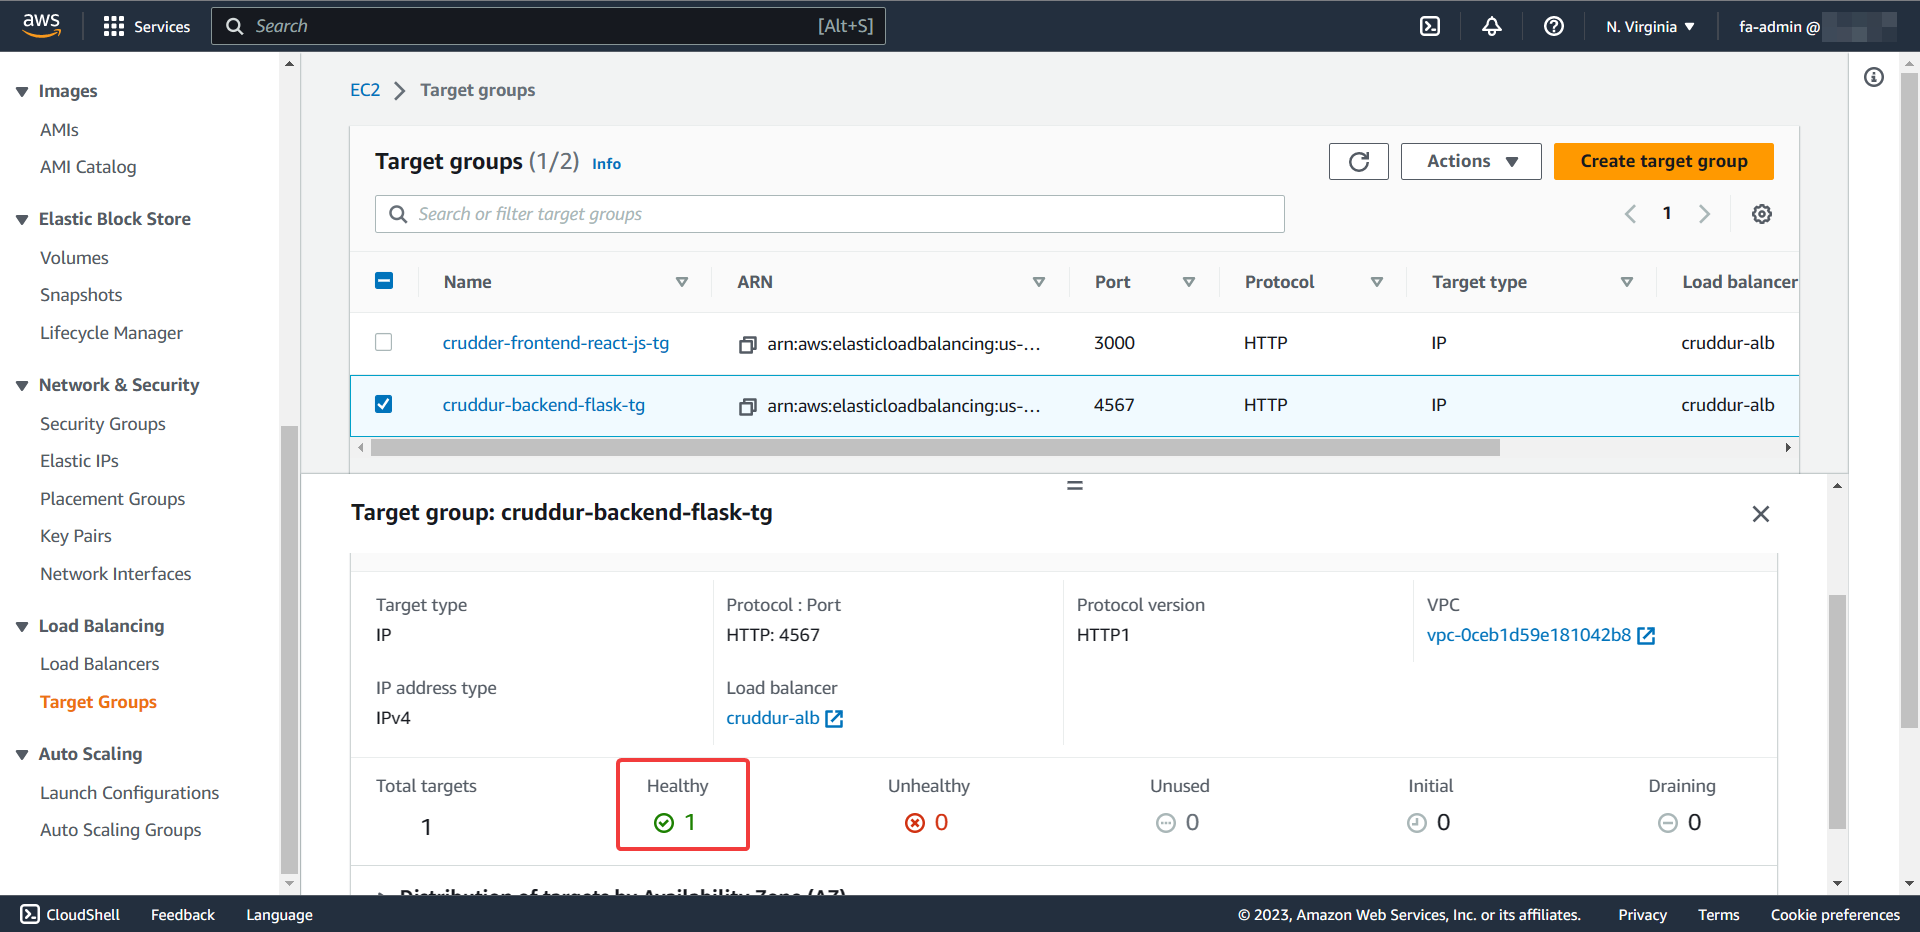 aws
Services
Search [Alt+S]
N. Virginia
fa-admin @
Images
AMIs
AMI Catalog
Elastic Block Store
Volumes
Snapshots
Lifecycle Manager
Network & Security
Security Groups
Elastic IPs
Placement Groups
Key Pairs
Network Interfaces
Load Balancing
Load Balancers
Target Groups
Auto Scaling
Launch Configurations
Auto Scaling Groups
EC2 Target groups
Target groups (1/2) Info
Actions
Create target group
Search or filter target groups
1
Name ARN Port Protocol Target type Load balancer
crudder-frontend-react-js-tg arn:aws:elasticloadbalancing:us-... 3000 HTTP IP cruddur-alb
cruddur-backend-flask-tg arn:aws:elasticloadbalancing:us-... 4567 HTTP IP cruddur-alb
Target group: cruddur-backend-flask-tg
Target type Protocol : Port Protocol version VPC
IP HTTP: 4567 HTTP1 vpc-0ceb1d59e181042b8
IP address type Load balancer
IPv4 cruddur-alb
Total targets Healthy Unhealthy Unused Initial Draining
1 1 0 0 0 0
Distribution of targets by Availability Zone (AZ)
CloudShell Feedback Language
© 2023, Amazon Web Services, Inc. or its affiliates. Privacy Terms Cookie preferences